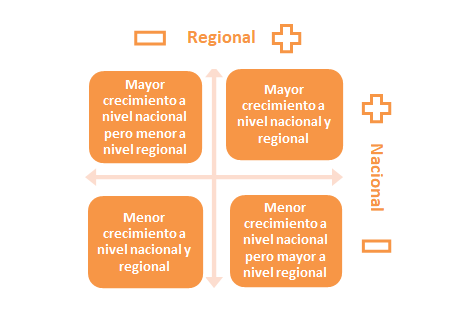 Regional
Mayor
crecimiento a
nivel nacional
pero menor a
nivel regional
Mayor
crecimiento a
nivel nacional y
regional
Nacional
Menor
crecimiento a
nivel nacional y
regional
Menor
crecimiento a
nivel nacional
pero mayor a
nivel regional